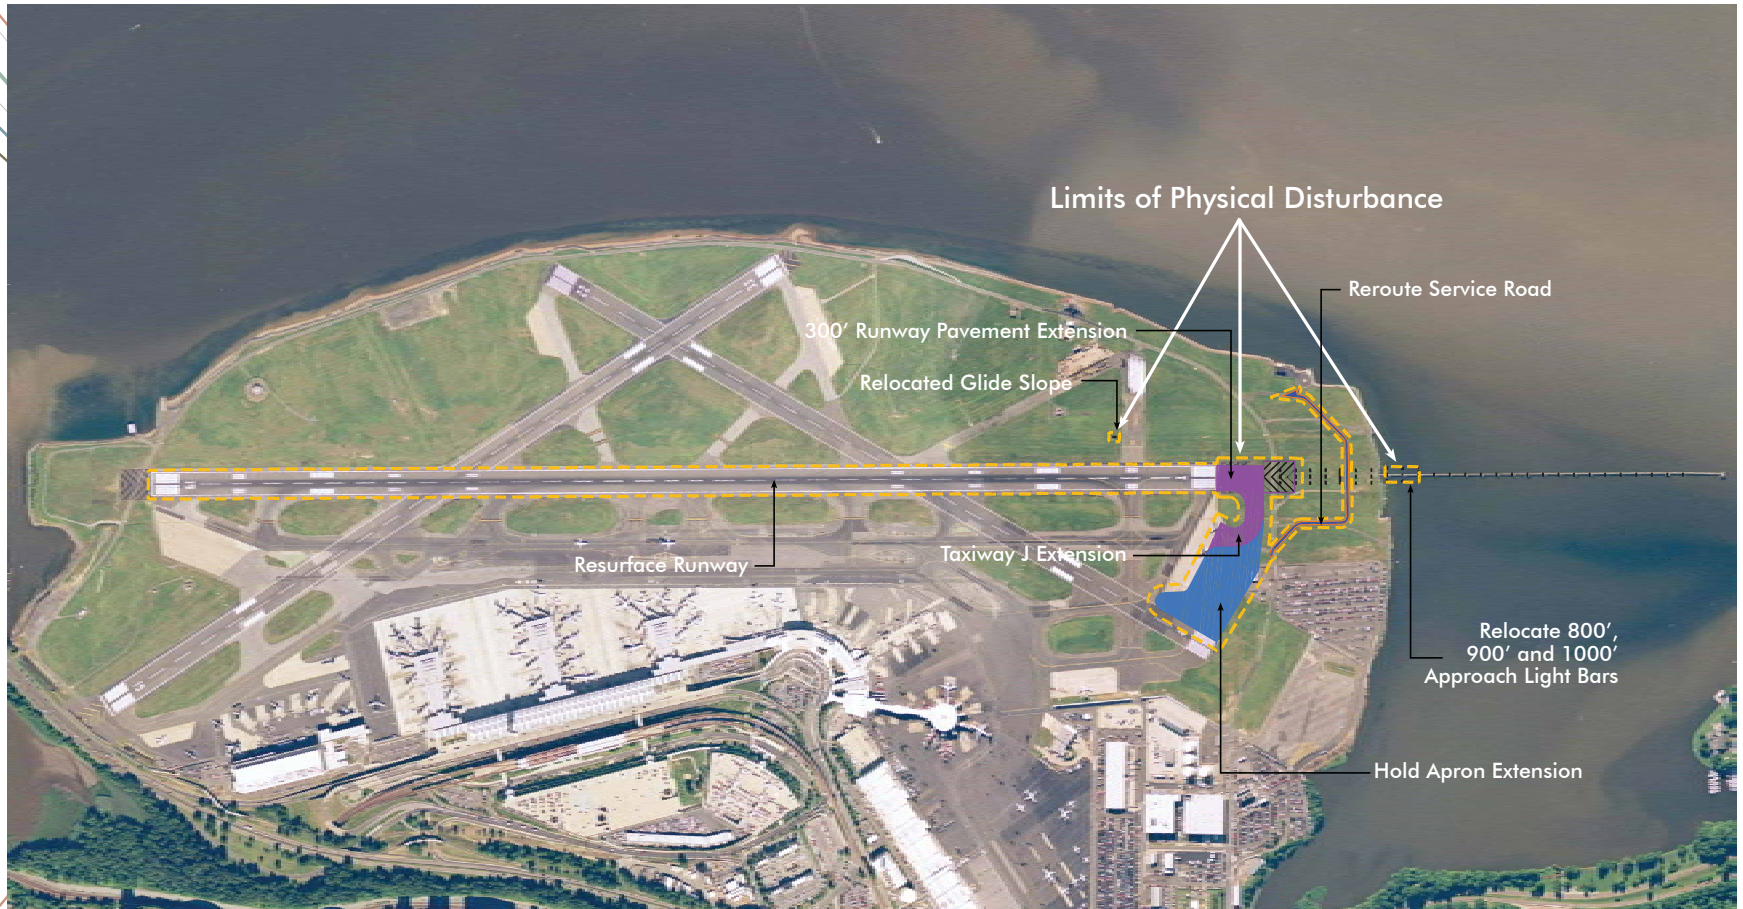 Limits of Physical Disturbance
Reroute Service Road
300’ Runway Pavement Extension
Relocated Glide Slope
Resurface Runway
Taxiway J Extension
Relocate 800’,
900’ and 1000’
Approach Light Bars
Hold Apron Extension